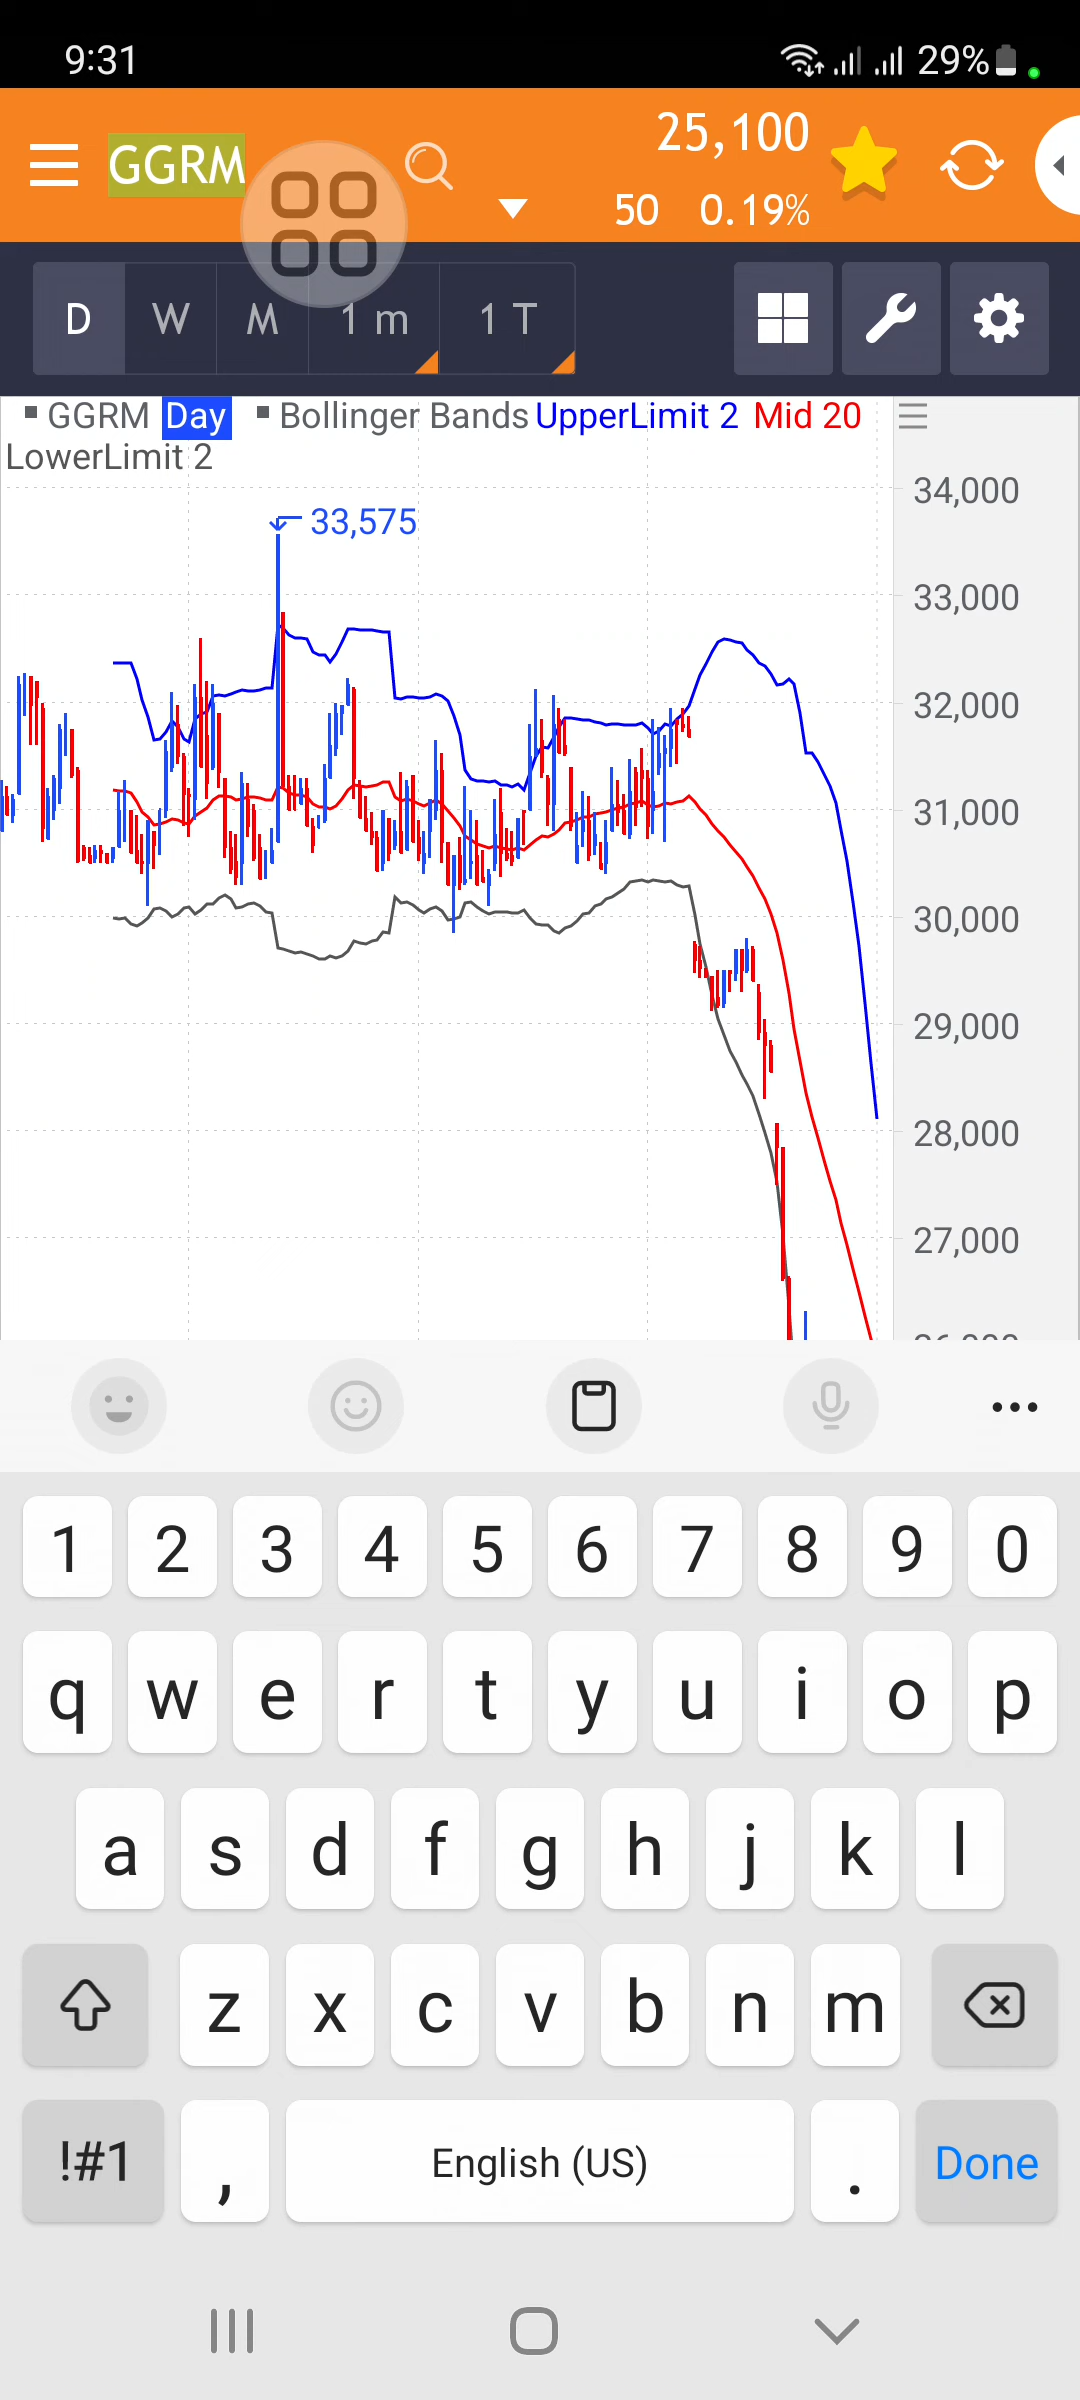 9:31 29%
GGRM 25,100
50 0.19%
D W M 1 m 1 T
GGRM Day Bollinger Bands UpperLimit 2 Mid 20
LowerLimit 2
34,000
33,575
33,000
32,000
31,000
30,000
29,000
28,000
27,000
1 2 3 4 5 6 7 8 9 0
q w e r t y u i o p
a s d f g h j k l
z x c v b n m
!#1 , English (US) . Done